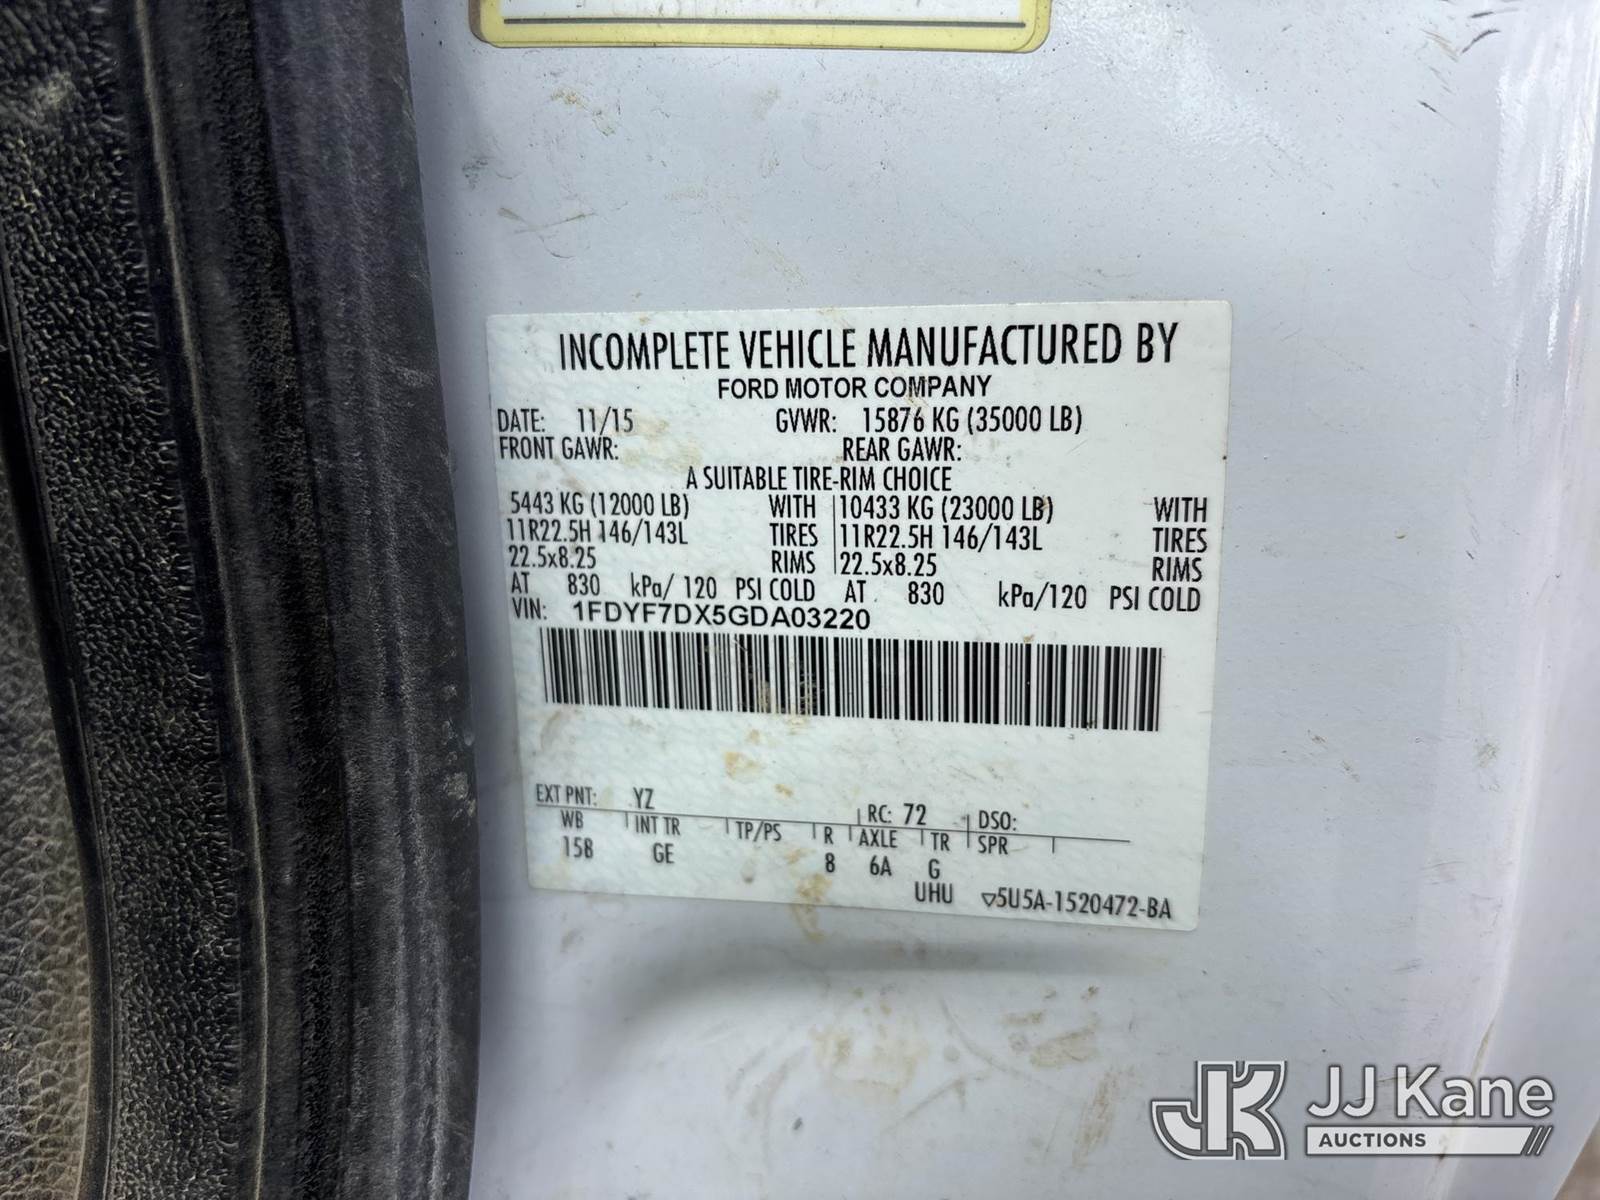 INCOMPLETE VEHICLE MANUFACTURED BY
FORD MOTOR COMPANY
DATE: 11/15 GVWR: 15876 KG (35000 LB)
FRONT GAWR: REAR GAWR:
A SUITABLE TIRE-RIM CHOICE
5443 KG (12000 LB) WITH 10433 KG (23000 LB) WITH
11R22.5H 146/143L TIRES 11R22.5H 146/143L TIRES
22.5x8.25 RIMS 22.5x8.25 RIMS
AT 830 kPa/ 120 PSI COLD AT 830 kPa/120 PSI COLD
VIN: 1FDYF7DX5GDA03220
EXT PNT: YZ RC: 72 DSO:
WB INT TR TP/PS R AXLE TR SPR
158 GE 8 6A G
UHU ▽5U5A-1520472-BA
JK JJ Kane
AUCTIONS